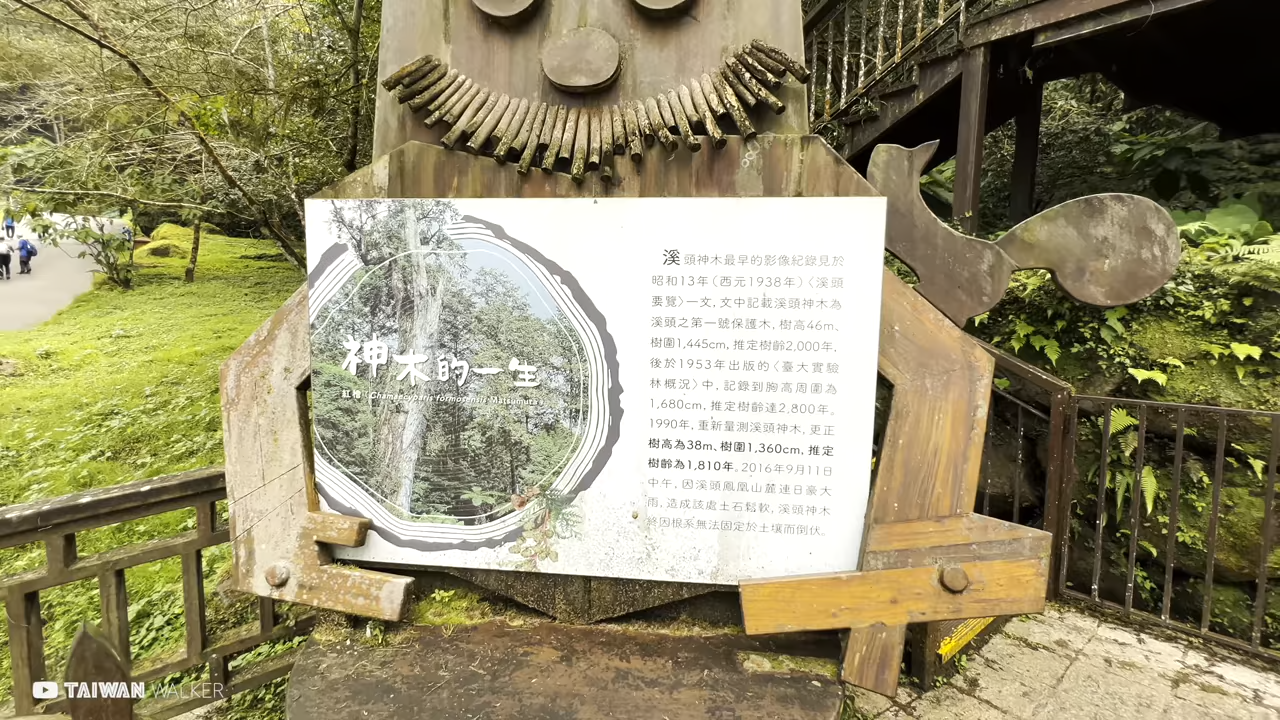 神木的一生
紅檜（Chamaecyparis formosensis Matsumura）
溪頭神木最早的影像紀錄見於
昭和13年（西元1938年）〈溪頭
要覽〉一文，文中記載溪頭神木為
溪頭之第一號保護木，樹高46m、
樹圍1,445cm，推定樹齡2,000年，
後於1953年出版的〈臺大實驗
林概況〉中，記錄到胸高周圍為
1,680cm，推定樹齡達2,800年。
1990年，重新量測溪頭神木，更正
樹高為38m、樹圍1,360cm，推定
樹齡為1,810年。2016年9月11日
中午，因溪頭鳳凰山麓連日豪大
雨，造成該處土石鬆軟，溪頭神木
終因根系無法固定於土壤而倒伏。
TAIWAN WALKER